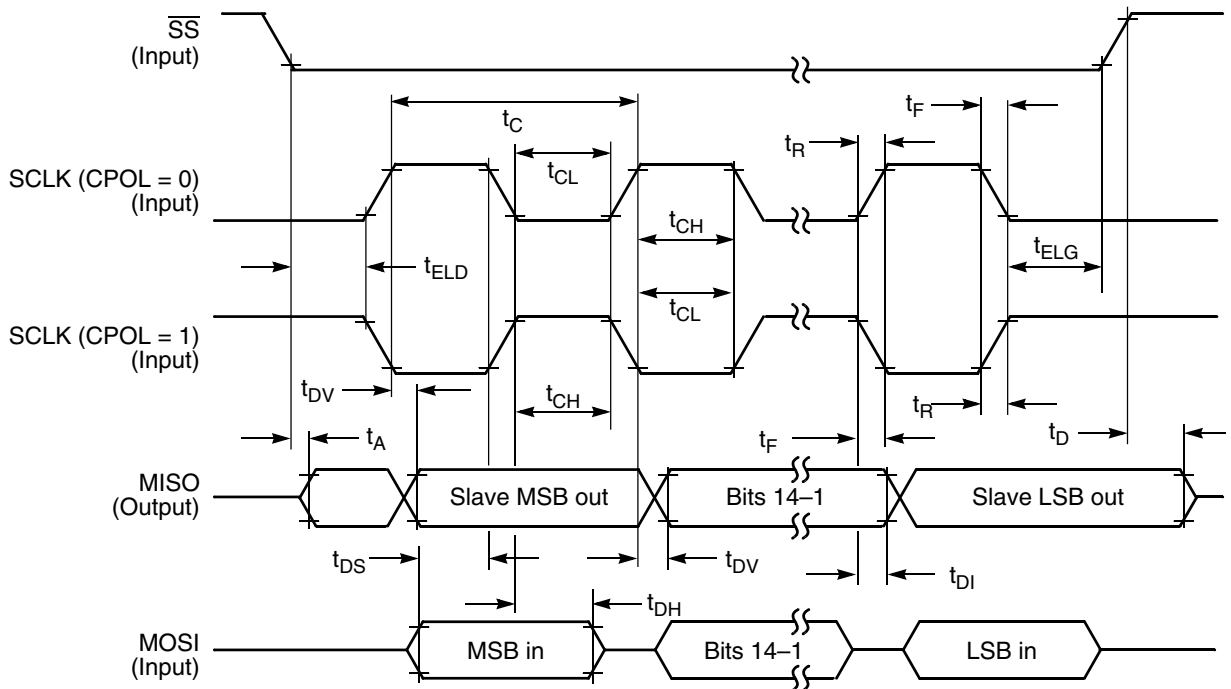 SS
(Input)
t_C
t_F
t_R
SCLK (CPOL = 0)
(Input)
t_CL
t_CH
t_ELD
t_ELG
t_CL
SCLK (CPOL = 1)
(Input)
t_DV
t_CH
t_R
t_A
t_F
t_D
MISO
(Output)
Slave MSB out
Bits 14–1
Slave LSB out
t_DS
t_DV
t_DI
t_DH
MOSI
(Input)
MSB in
Bits 14–1
LSB in